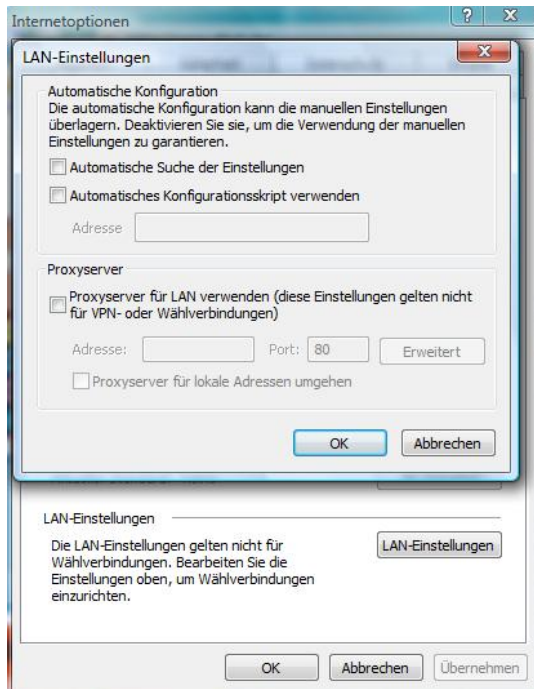 Internetoptionen
LAN-Einstellungen
Automatische Konfiguration
Die automatische Konfiguration kann die manuellen Einstellungen
überlagern. Deaktivieren Sie sie, um die Verwendung der manuellen
Einstellungen zu garantieren.
Automatische Suche der Einstellungen
Automatisches Konfigurationsskript verwenden
Adresse
Proxyserver
Proxyserver für LAN verwenden (diese Einstellungen gelten nicht
für VPN- oder Wählverbindungen)
Adresse: Port: 80 Erweitert
Proxyserver für lokale Adressen umgehen
OK Abbrechen
LAN-Einstellungen
Die LAN-Einstellungen gelten nicht für
Wählverbindungen. Bearbeiten Sie die
Einstellungen oben, um Wählverbindungen
einzurichten.
LAN-Einstellungen
OK Abbrechen Übernehmen